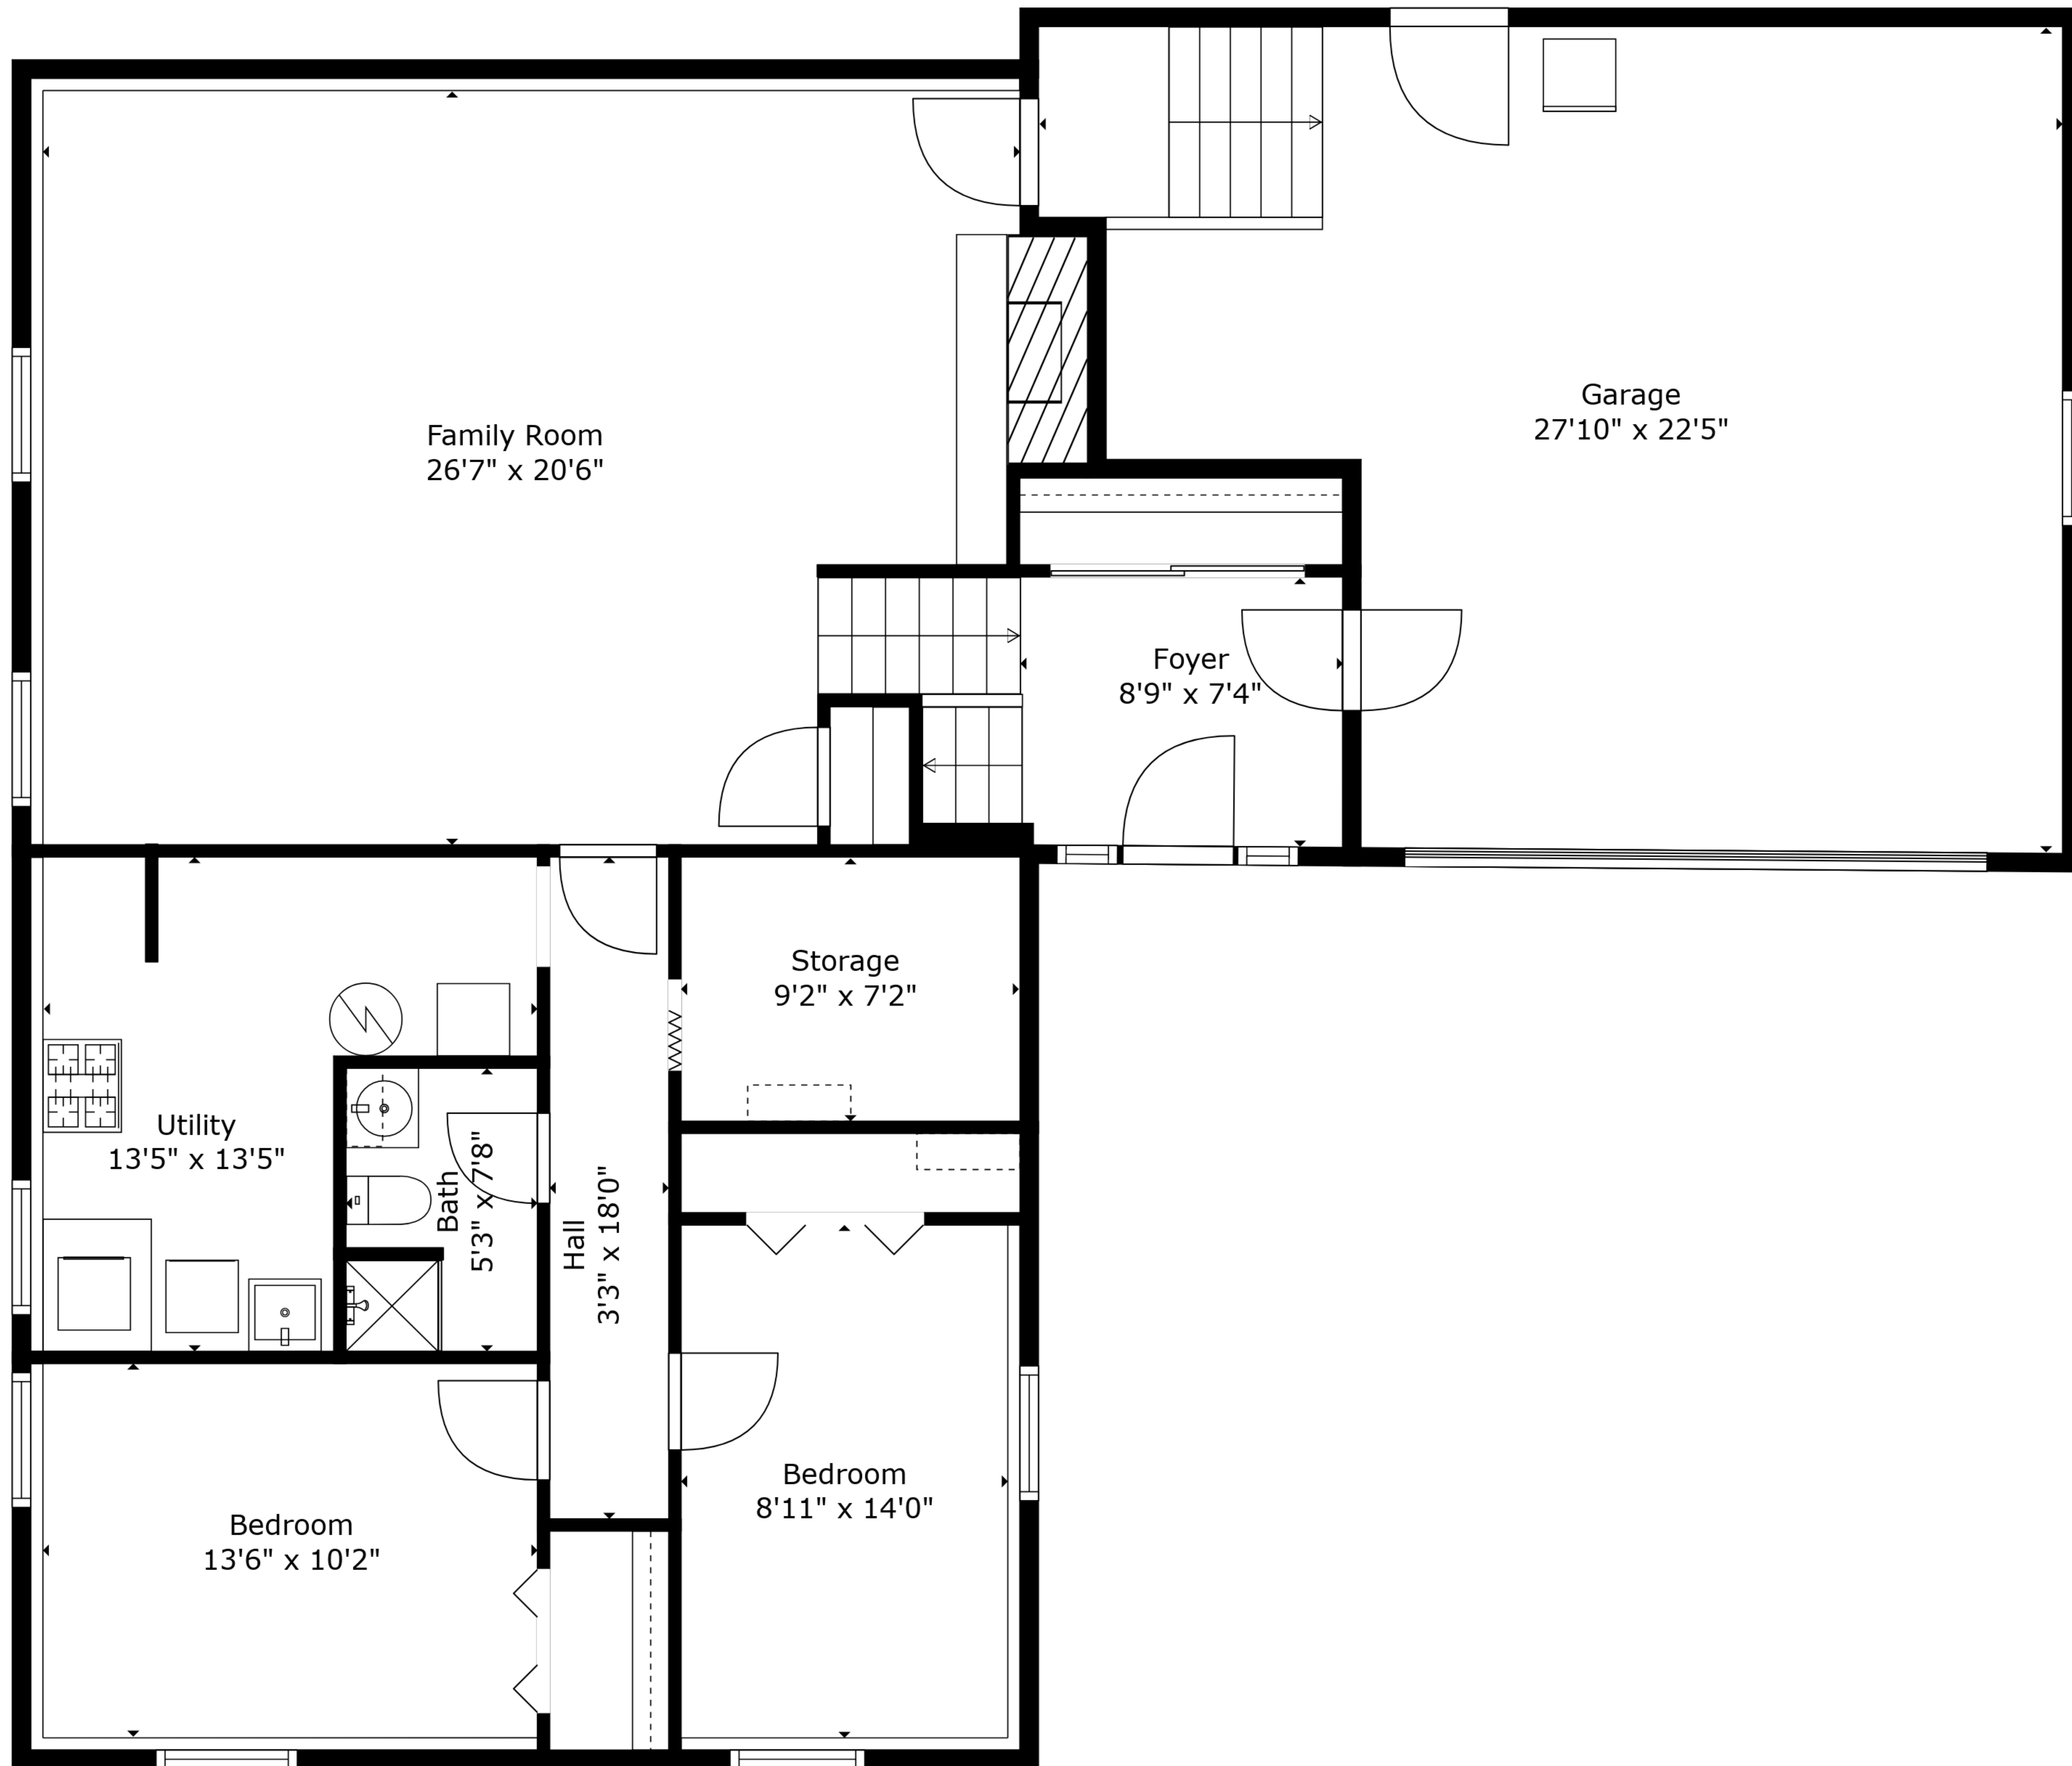 Garage
27'10" x 22'5"
Family Room
26'7" x 20'6"
Foyer
8'9" x 7'4"
Storage
9'2" x 7'2"
Utility
13'5" x 13'5"
Bath
5'3" x 7'8"
Hall
3'3" x 18'0"
Bedroom
8'11" x 14'0"
Bedroom
13'6" x 10'2"